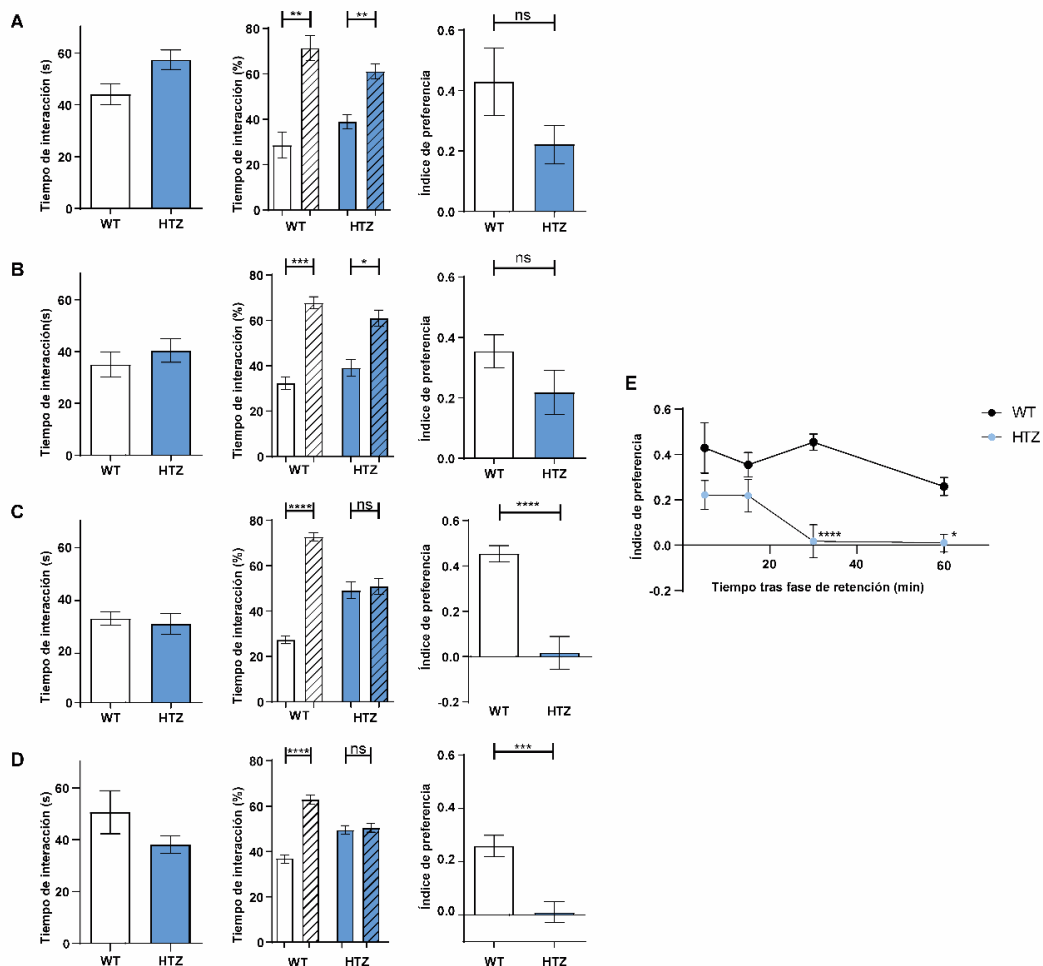 A
Tiempo de interacción (s)
60
40
20
0
WT HTZ
Tiempo de interacción (%)
80
60
40
20
0
** **
WT HTZ
Índice de preferencia
0.6
0.4
0.2
0.0
ns
WT HTZ
B
Tiempo de interacción(s)
60
40
20
0
WT HTZ
Tiempo de interacción (%)
80
60
40
20
0
*** *
WT HTZ
Índice de preferencia
0.6
0.4
0.2
0.0
ns
WT HTZ
C
Tiempo de interacción (s)
60
40
20
0
WT HTZ
Tiempo de interacción (%)
80
60
40
20
0
**** ns
WT HTZ
Índice de preferencia
0.6
0.4
0.2
0.0
-0.2
****
WT HTZ
D
Tiempo de interacción (s)
60
40
20
0
WT HTZ
Tiempo de interacción (%)
80
60
40
20
0
**** ns
WT HTZ
Índice de preferencia
0.6
0.4
0.2
0.0
***
WT HTZ
E
Índice de preferencia
0.6
0.4
0.2
0.0
-0.2
20 40 60
**** *
Tiempo tras fase de retención (min)
WT
HTZ